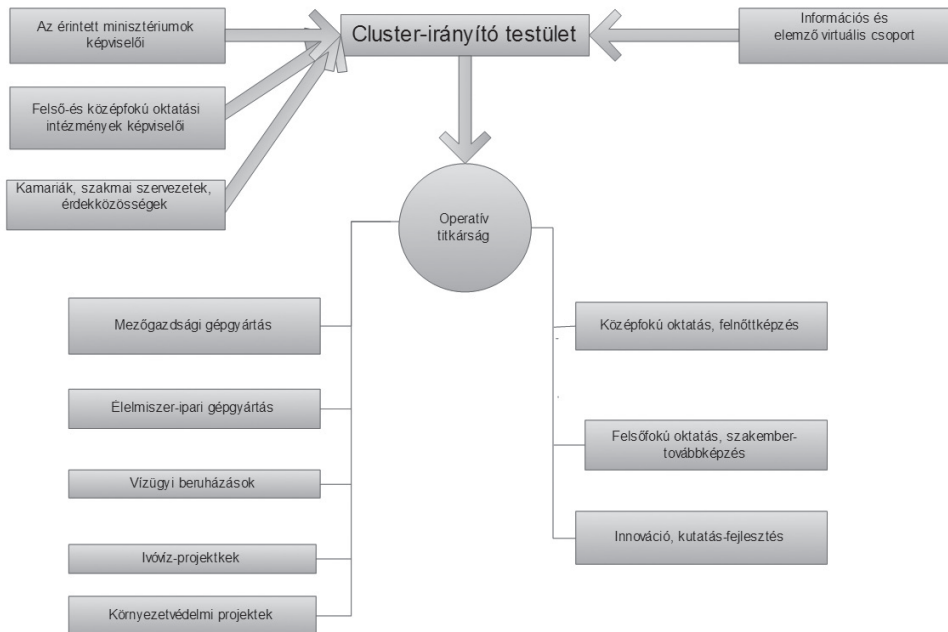 Az érintett minisztériumok
képviselői
Cluster-irányító testület
Információs és
elemző virtuális csoport
Felső-és középfokú oktatási
intézmények képviselői
Kamariák, szakmai szervezetek,
érdekközösségek
Operatív
titkárság
Mezőgazdsági gépgyártás
Élelmiszer-ipari gépgyártás
Vízügyi beruházások
Ivóvíz-projektkek
Környezetvédelmi projektek
Középfokú oktatás, felnőttképzés
Felsőfokú oktatás, szakember-
továbbképzés
Innováció, kutatás-fejlesztés